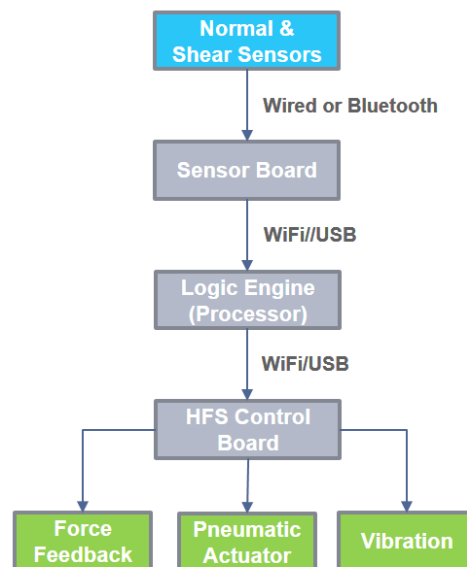 Normal &
Shear Sensors
Wired or Bluetooth
Sensor Board
WiFi//USB
Logic Engine
(Processor)
WiFi/USB
HFS Control
Board
Force
Feedback
Pneumatic
Actuator
Vibration